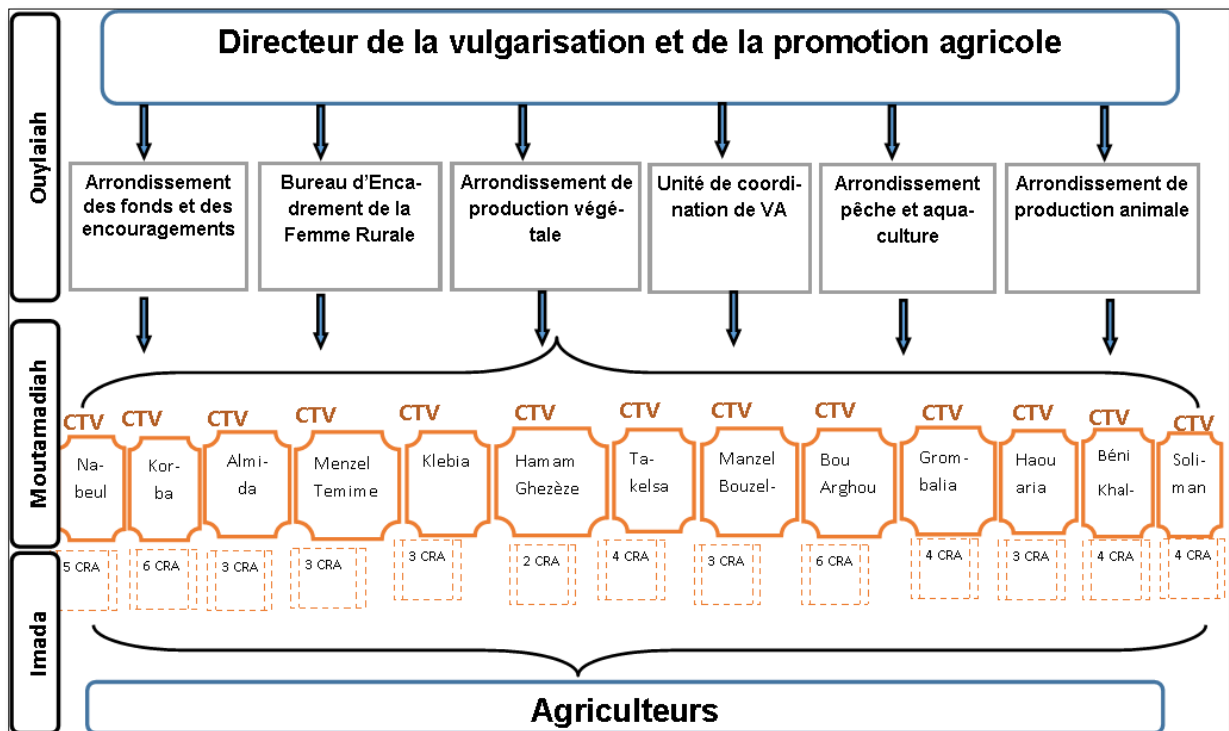 Directeur de la vulgarisation et de la promotion agricole
Ouylaiah
Arrondissement
des fonds et des
encouragements
Bureau d’Enca-
drement de la
Femme Rurale
Arrondissement de
production végé-
tale
Unité de coordi-
nation de VA
Arrondissement
pêche et aqua-
culture
Arrondissement de
production animale
Moutamadiah
CTV
Na-
beul
CTV
Kor-
ba
CTV
Almi-
da
CTV
Menzel
Temime
CTV
Klebia
CTV
Hamam
Ghezèze
CTV
Ta-
kelsa
CTV
Manzel
Bouzel-
CTV
Bou
Arghou
CTV
Grom-
balia
CTV
Haou
aria
CTV
Béni
Khal-
CTV
Soli-
man
Imada
5 CRA
6 CRA
3 CRA
3 CRA
3 CRA
2 CRA
4 CRA
3 CRA
6 CRA
4 CRA
3 CRA
4 CRA
4 CRA
Agriculteurs